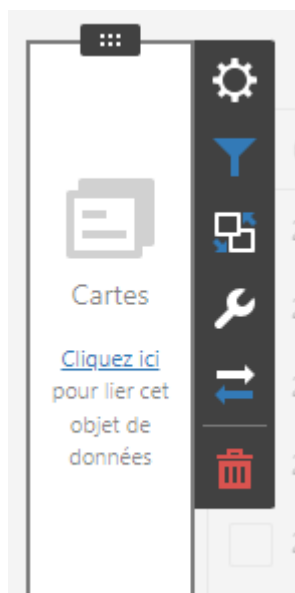 Cartes
Cliquez ici
pour lier cet
objet de
données